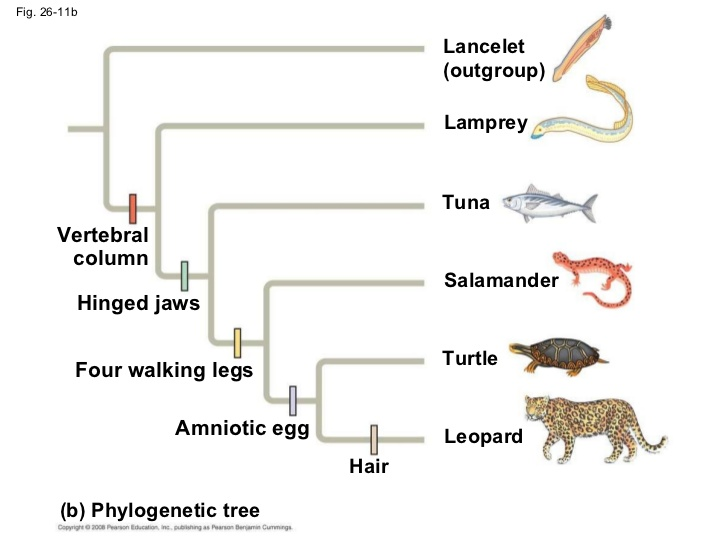 Fig. 26-11b
Lancelet
(outgroup)
Lamprey
Tuna
Vertebral
column
Salamander
Hinged jaws
Turtle
Four walking legs
Amniotic egg
Leopard
Hair
(b) Phylogenetic tree
Copyright © 2008 Pearson Education, Inc., publishing as Pearson Benjamin Cummings.